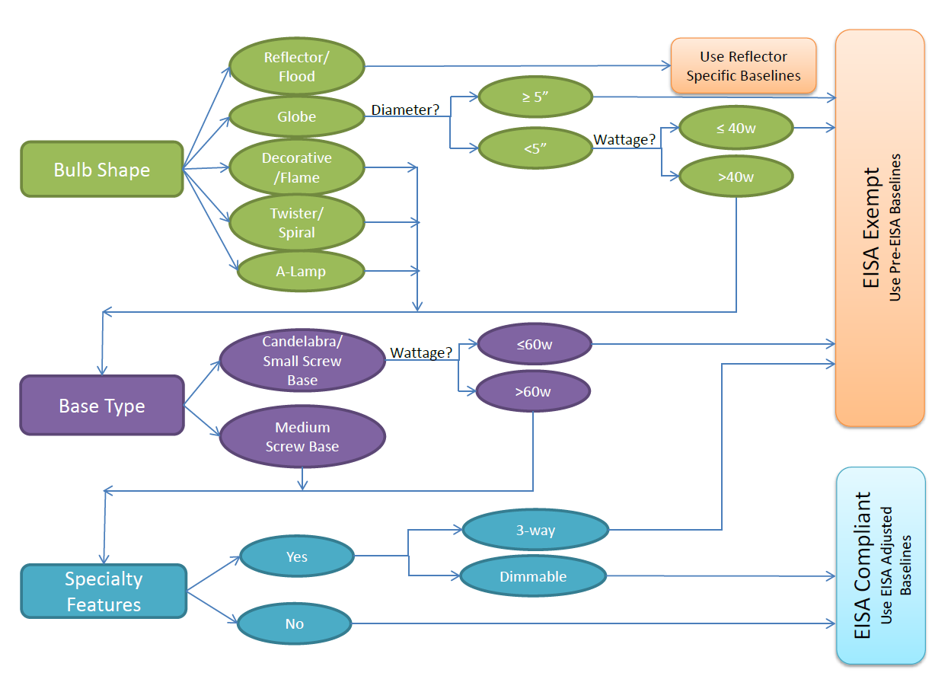 Reflector/
Flood
Use Reflector
Specific Baselines
Globe
Diameter?
≥ 5”
<5”
Wattage?
≤ 40w
>40w
Bulb Shape
Decorative
/Flame
Twister/
Spiral
A-Lamp
EISA Exempt
Use Pre-EISA Baselines
Candelabra/
Small Screw
Base
Wattage?
≤60w
>60w
Base Type
Medium
Screw Base
3-way
Yes
Dimmable
Specialty
Features
No
EISA Compliant
Use EISA Adjusted
Baselines